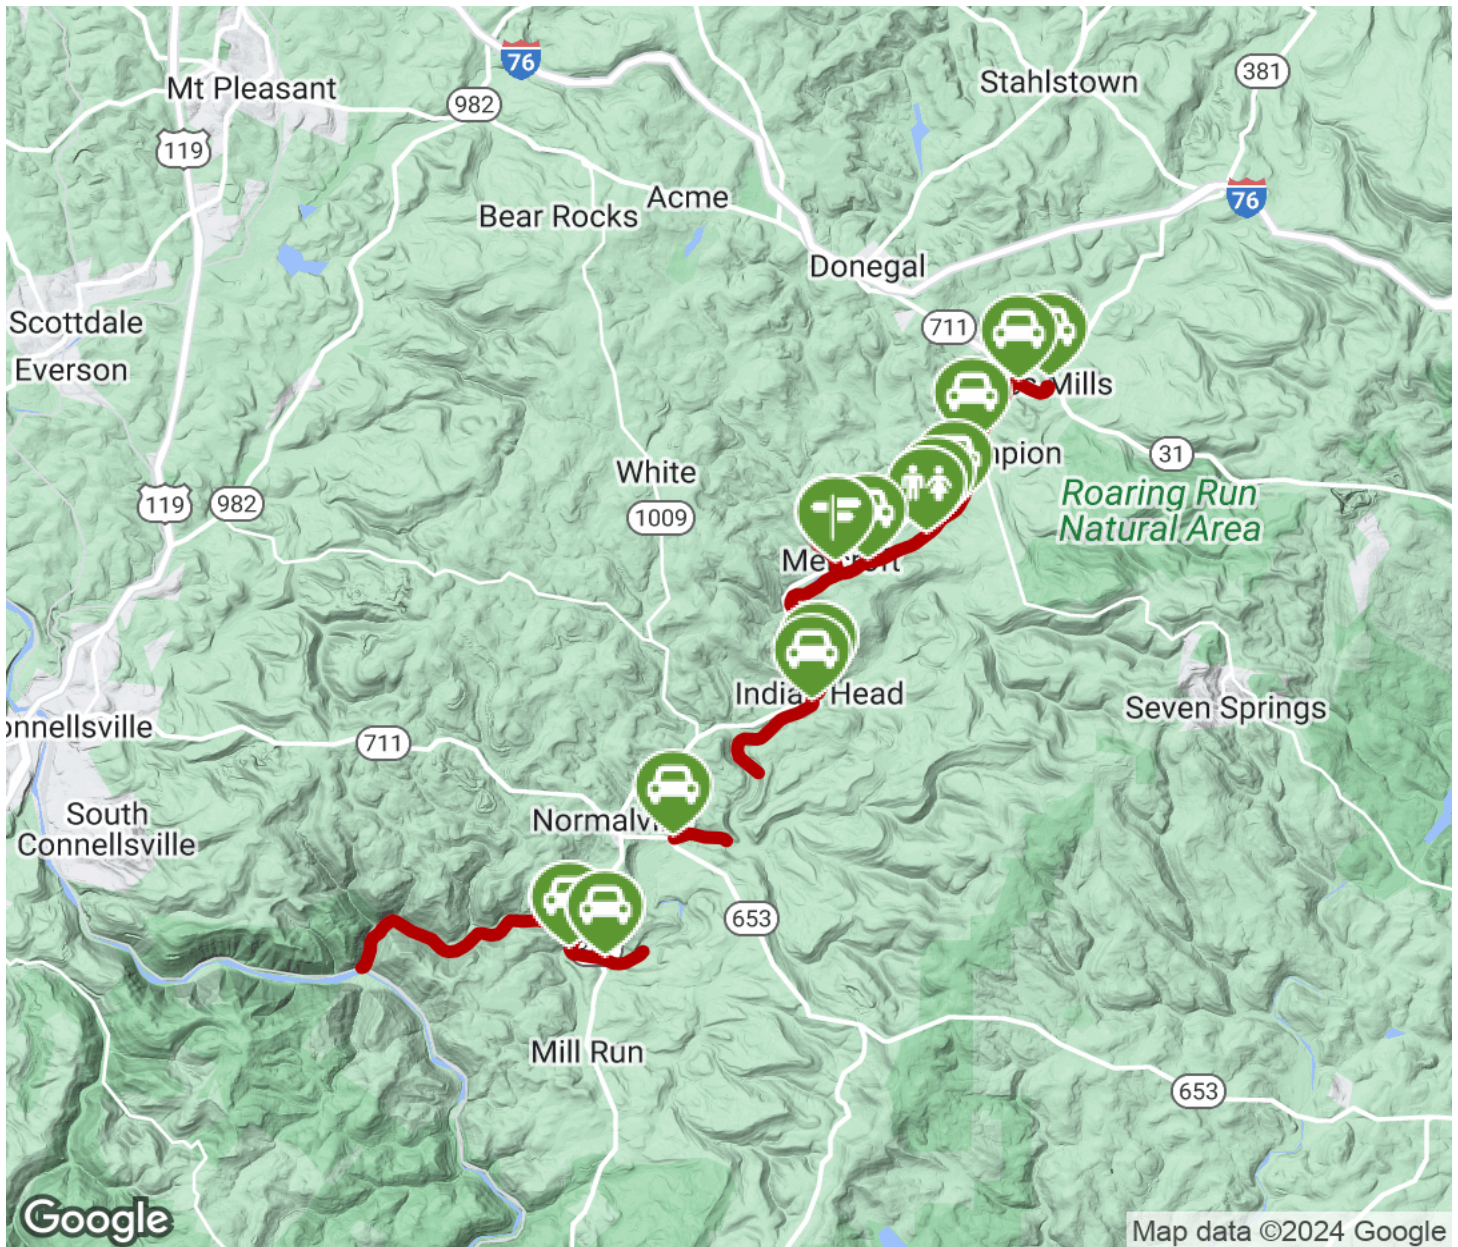 76
381
Stahlstown
Mt Pleasant
982
119
76
Acme
Bear Rocks
Donegal
Scottdale
711
Everson
Mills
31
White
119
982
1009
Roaring Run
Natural Area
Indian Head
Seven Springs
onnellsville
711
South
Connellsville
653
Mill Run
653
Google
Map data ©2024 Google